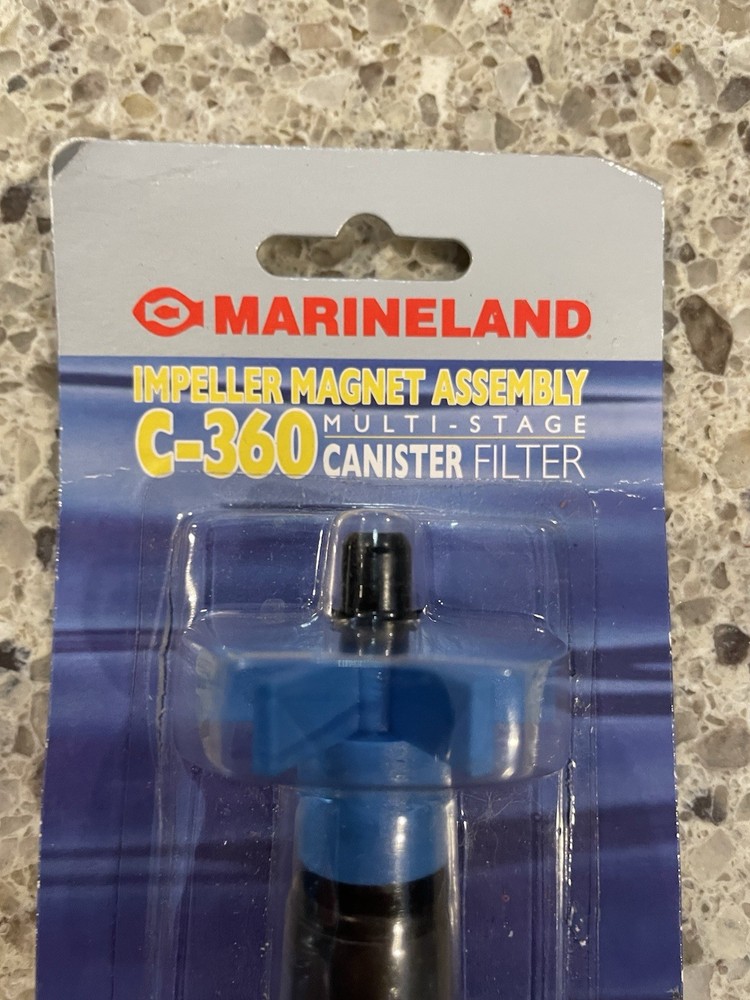 MARINELAND
IMPELLER MAGNET ASSEMBLY
C-360 MULTI-STAGE
CANISTER FILTER